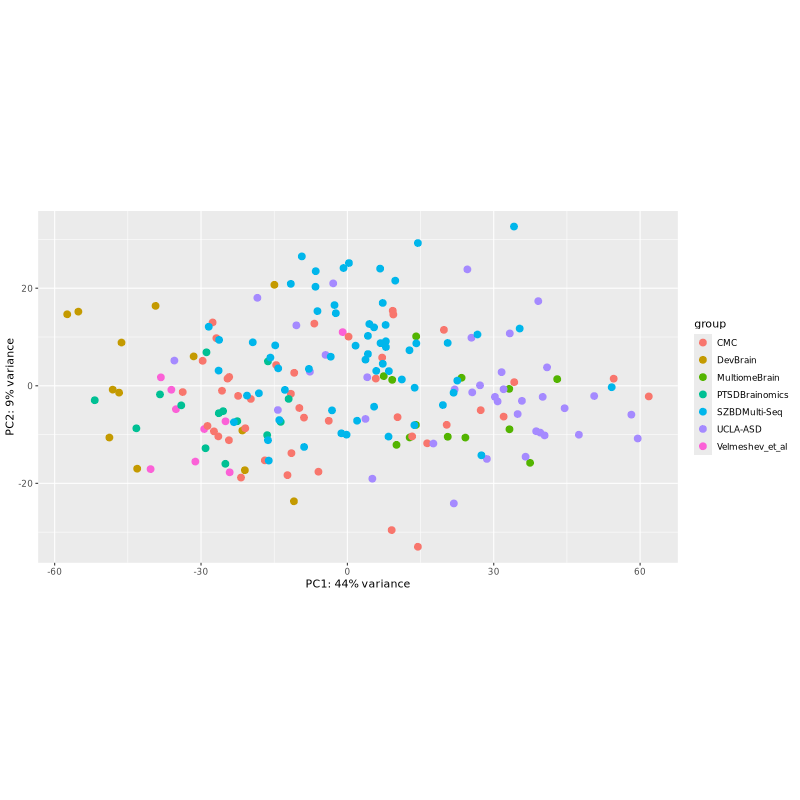 20
0
-20
PC2: 9% variance
-60
-30
0
30
60
PC1: 44% variance
group
CMC
DevBrain
MultiomeBrain
PTSDBrainomics
SZBDMulti-Seq
UCLA-ASD
Velmeshev_et_al